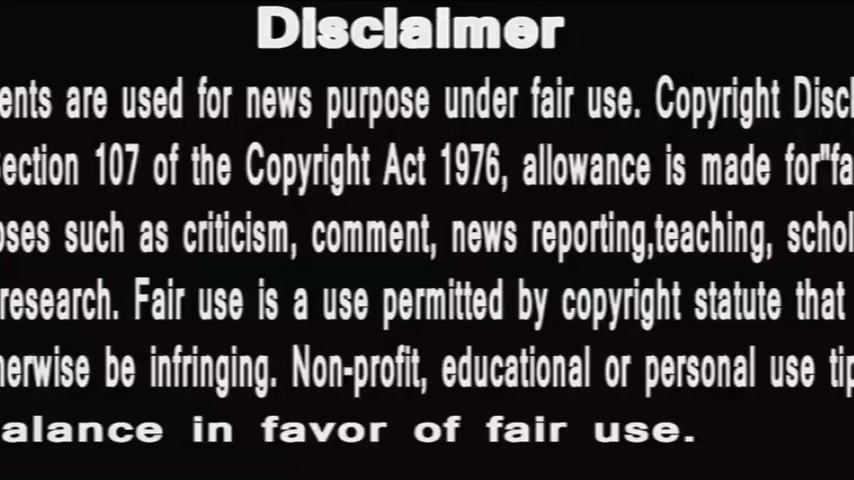 Disclaimer
ents are used for news purpose under fair use. Copyright Discl
ection 107 of the Copyright Act 1976, allowance is made for"fa
oses such as criticism, comment, news reporting,teaching, schol
research. Fair use is a use permitted by copyright statute that
herwise be infringing. Non-profit, educational or personal use tip
alance in favor of fair use.